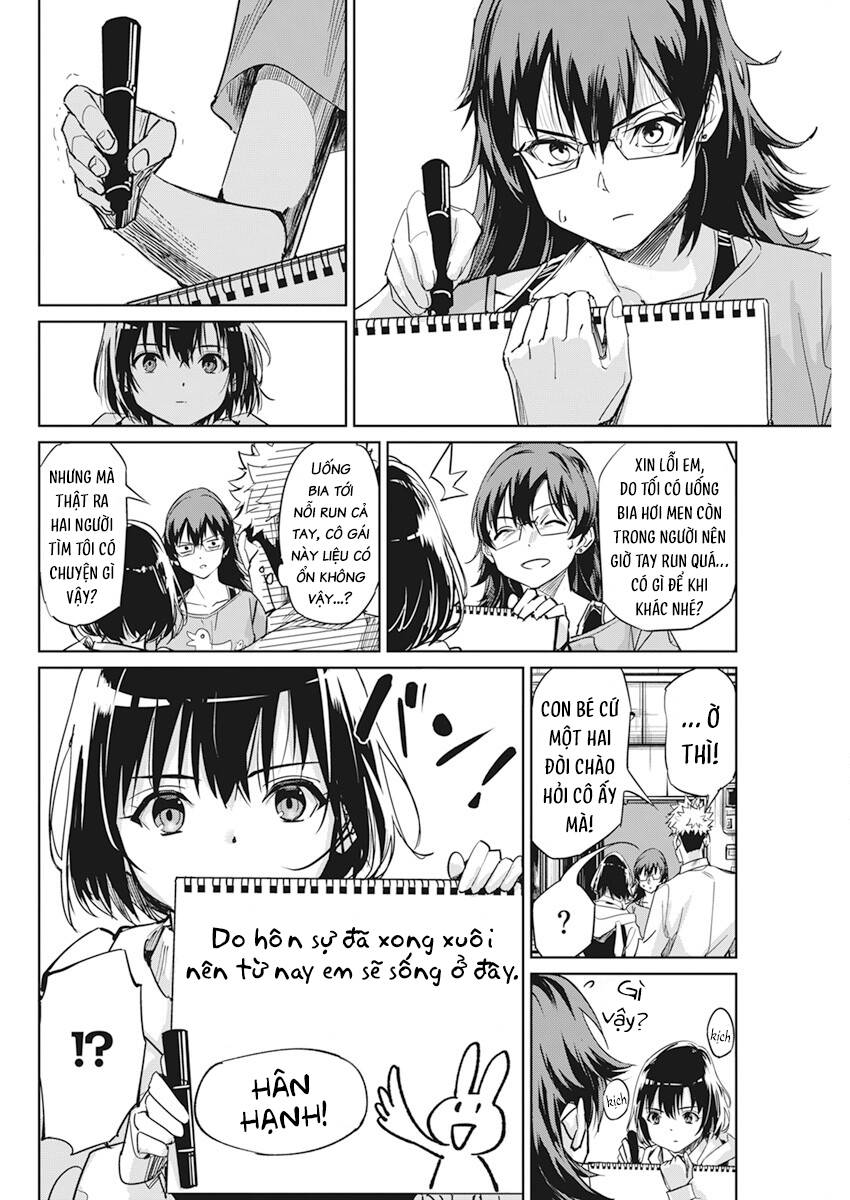 XIN LỖI EM,
DO TỐI CÓ UỐNG
BIA HƠI MEN CÒN
TRONG NGƯỜI NÊN
GIỜ TAY RUN QUÁ...
CÓ GÌ ĐỂ KHI
KHÁC NHÉ?
UỐNG
BIA TỚI
NỖI RUN CẢ
TAY, CÔ GÁI
NÀY LIỆU CÓ
ỔN KHÔNG
VẬY...?
NHƯNG MÀ
THẬT RA
HAI NGƯỜI
TÌM TÔI CÓ
CHUYỆN GÌ
VẬY?
... Ờ
THÌ!
CON BÉ CỨ
MỘT HAI
ĐÒI CHÀO
HỎI CÔ ẤY
MÀ!
?
Gì
vậy?
kịch
kịch
Do hôn sự đã xong xuôi
nên từ nay em sẽ sống ở đây.
HÂN
HẠNH!
!?